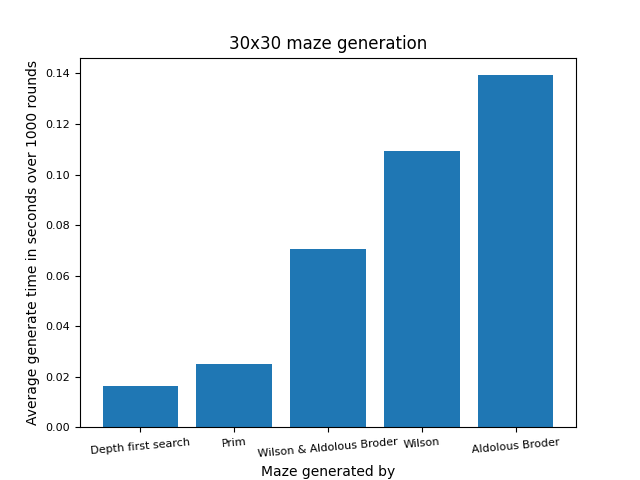 30x30 maze generation
Average generate time in seconds over 1000 rounds
0.14
0.12
0.10
0.08
0.06
0.04
0.02
0.00
Depth first search
Prim
Wilson & Aldolous Broder
Wilson
Aldolous Broder
Maze generated by